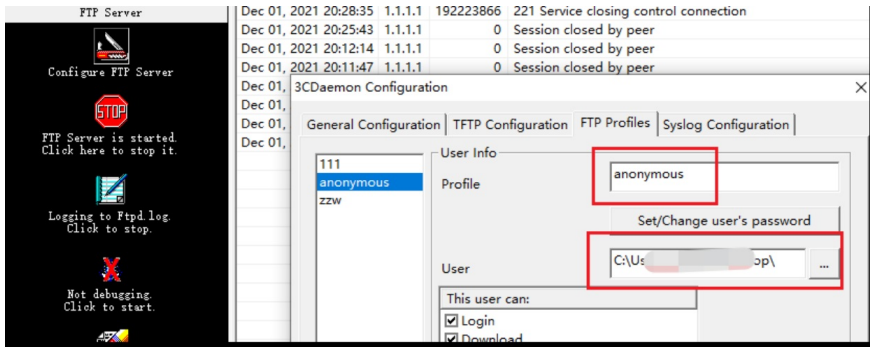 FTP Server
Configure FTP Server
FTP Server is started.
Click here to stop it.
Logging to Ftpd.log.
Click to stop.
Not debugging.
Click to start.
Dec 01, 2021 20:28:35 1.1.1.1 192223866 221 Service closing control connection
Dec 01, 2021 20:25:43 1.1.1.1 0 Session closed by peer
Dec 01, 2021 20:12:14 1.1.1.1 0 Session closed by peer
Dec 01, 2021 20:11:47 1.1.1.1 0 Session closed by peer
Dec 01,
Dec 01,
Dec 01,
Dec 01,
3CDaemon Configuration
General Configuration TFTP Configuration FTP Profiles Syslog Configuration
111
anonymous
zzw
User Info
Profile
anonymous
Set/Change user's password
User
C:\Us op\
...
This user can:
Login
Download